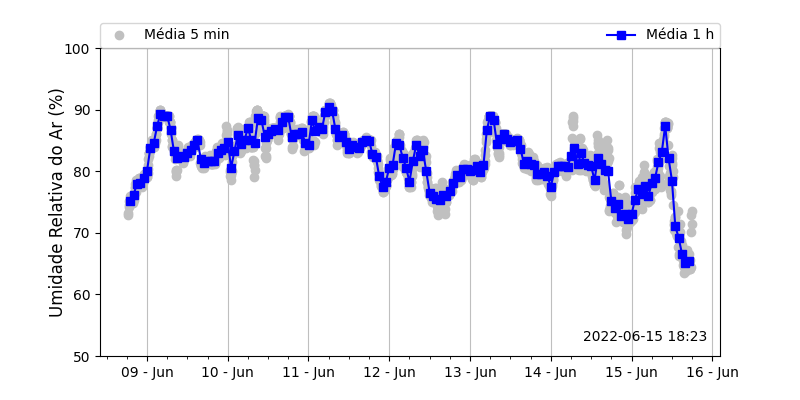 Média 5 min
Média 1 h
Umidade Relativa do Ar (%)
100
90
80
70
60
50
2022-06-15 18:23
09 - Jun
10 - Jun
11 - Jun
12 - Jun
13 - Jun
14 - Jun
15 - Jun
16 - Jun